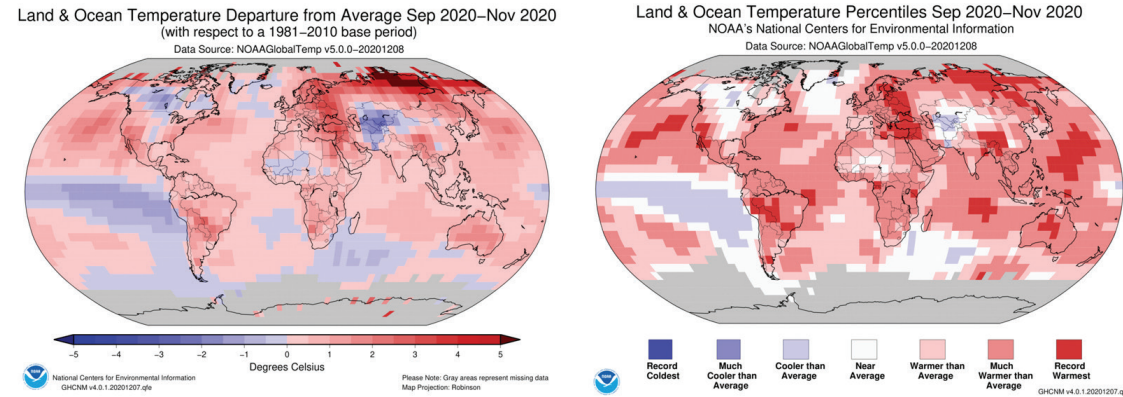 Land & Ocean Temperature Departure from Average Sep 2020–Nov 2020
(with respect to a 1981–2010 base period)
Data Source: NOAAGlobalTemp v5.0.0–20201208
-5 -4 -3 -2 -1 0 1 2 3 4 5
Degrees Celsius
NOAA
National Centers for Environmental Information
GHCNM v4.0.1.20201207.qfe
Please Note: Gray areas represent missing data
Map Projection: Robinson
Land & Ocean Temperature Percentiles Sep 2020–Nov 2020
NOAA's National Centers for Environmental Information
Data Source: NOAAGlobalTemp v5.0.0–20201208
Record Much Cooler than Near Warmer than Much Record
Coldest Cooler than Average Average Average Warmer than Warmest
Average Average
NOAA
GHCNM v4.0.1.20201207.q